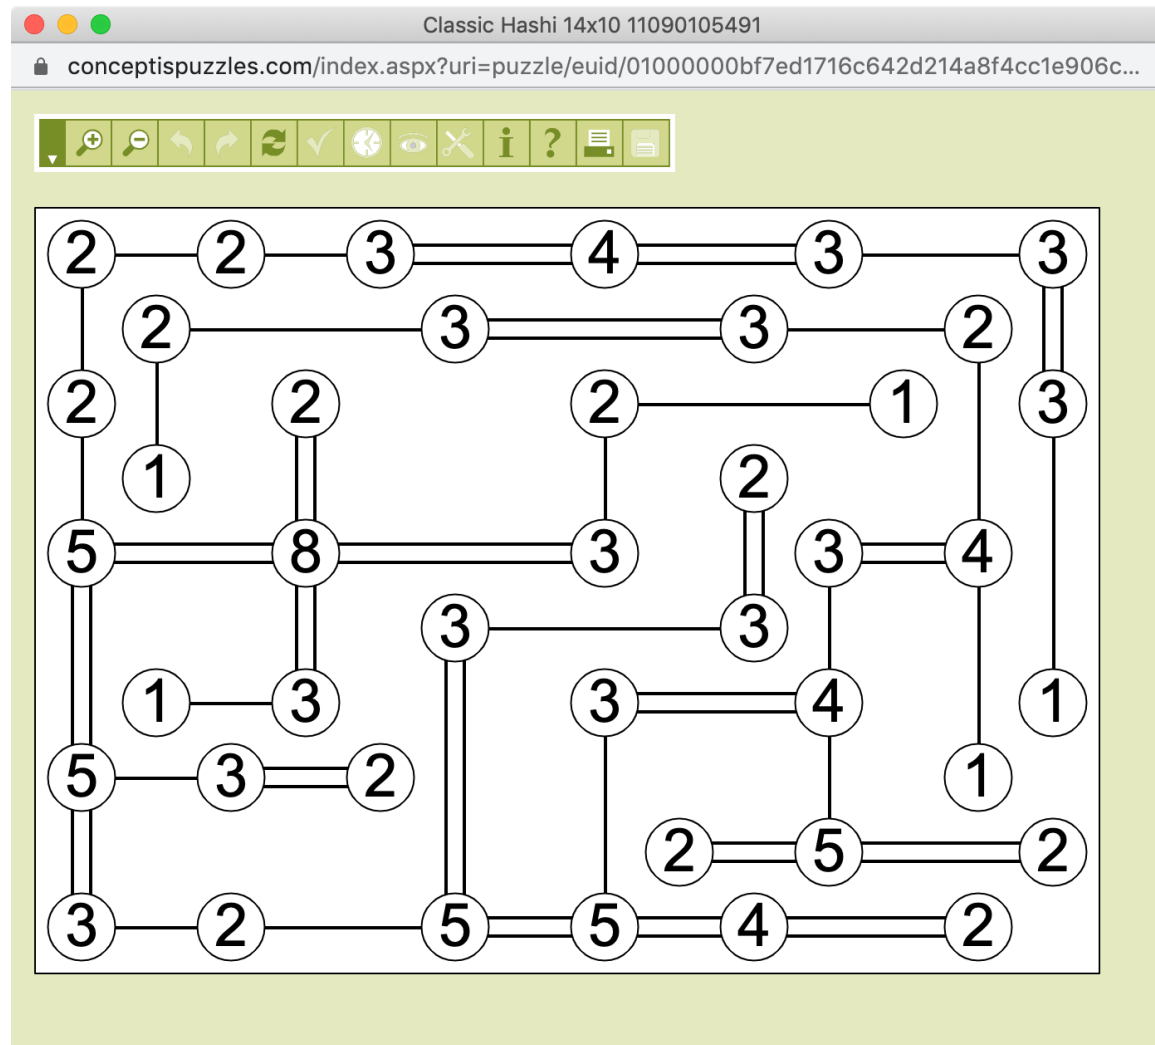 Classic Hashi 14x10 11090105491
conceptispuzzles.com/index.aspx?uri=puzzle/euid/01000000bf7ed1716c642d214a8f4cc1e906c...
i ?
2 2 3 4 3 3
2 3 3 2
2 2 2 1 3
1 2
5 8 3 3 4
3 3
1 3 3 4 1
5 3 2 1
2 5 2
3 2 5 5 4 2